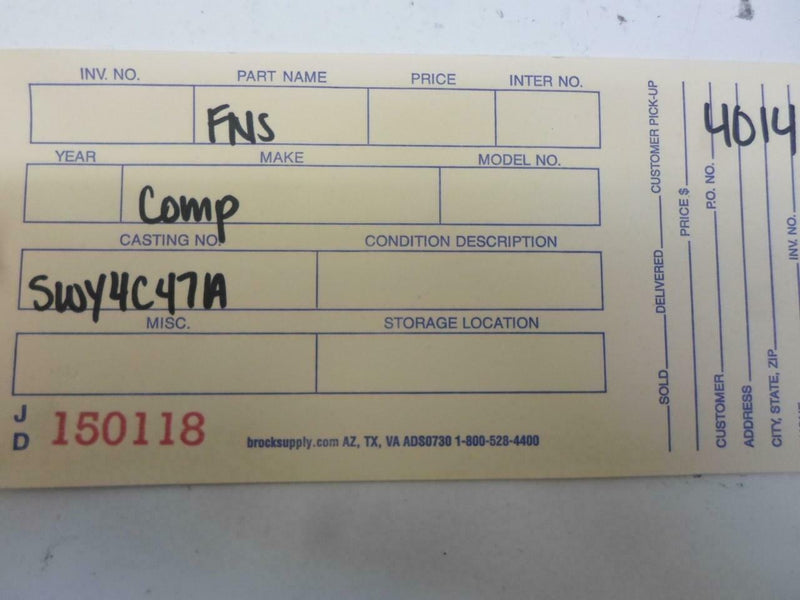 INV. NO. PART NAME PRICE INTER NO.
FNS
YEAR MAKE MODEL NO.
Comp
CASTING NO. CONDITION DESCRIPTION
SWY4C47A
MISC. STORAGE LOCATION
J
D
150118
brocksupply.com AZ, TX, VA ADS0730 1-800-528-4400
SOLD DELIVERED CUSTOMER PICK-UP
PRICE $
CUSTOMER P.O. NO.
ADDRESS
CITY, STATE, ZIP
INV. NO.
4014